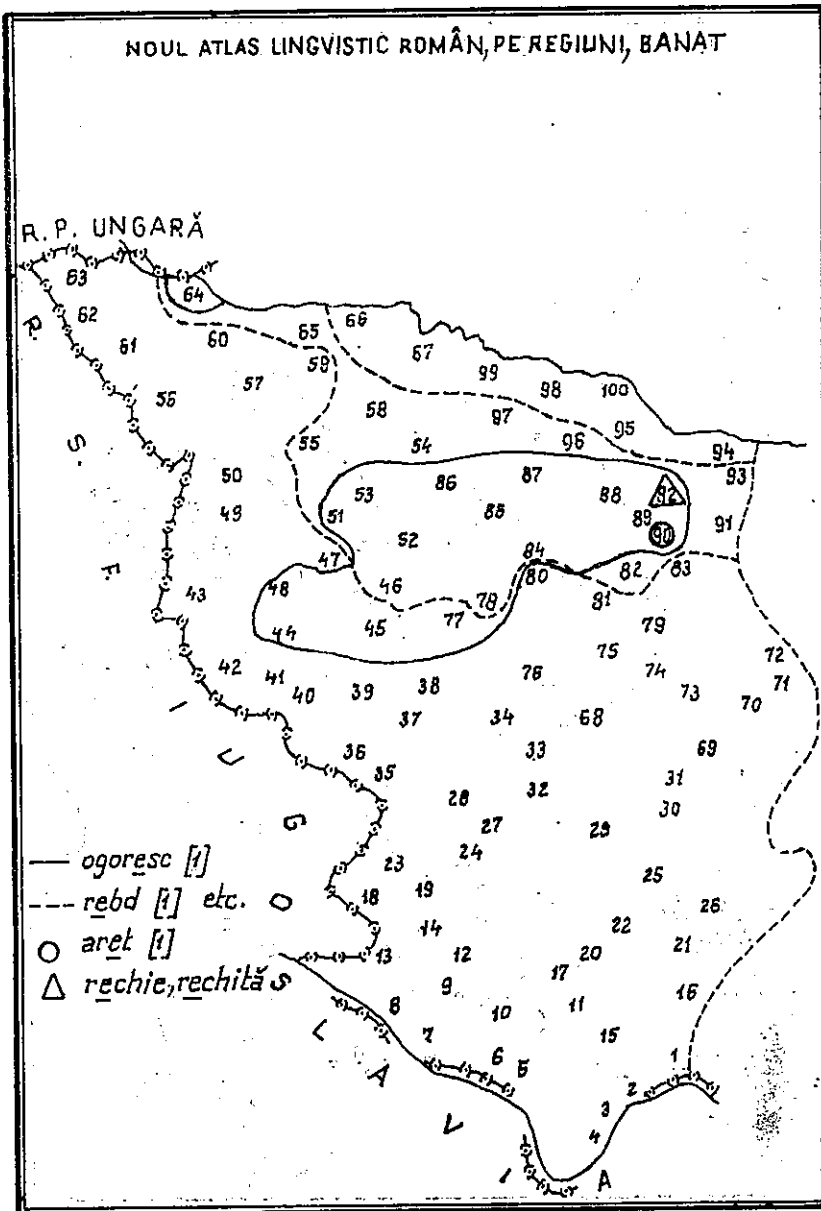 NOUL ATLAS LINGVISTIC ROMÂN, PE REGIUNI, BANAT
R. P. UNGARĂ
R. S. F. IUGOSLAVIA
63
64
62
66
61 60 65
59 67
99 98 100
56 57
58 97 95
55 54 96 94
50 53 86 87 88 92 93
49 51 85 89 91
52 90
47 84 82 83
48 46 80
43 78 81
44 45 77 79
75 72
42 41 76 74 71
40 39 38 73 70
37 34 68
36 33 69
35 31
28 32 30
27 29
24
23 25
18 19 26
14 22
13 12 20 21
17
9 16
8 10 11
7 15
6
5 1
2
3
4
— ogoresc [1]
--- rebd [1] etc.
○ aret [1]
△ rechie, rechită